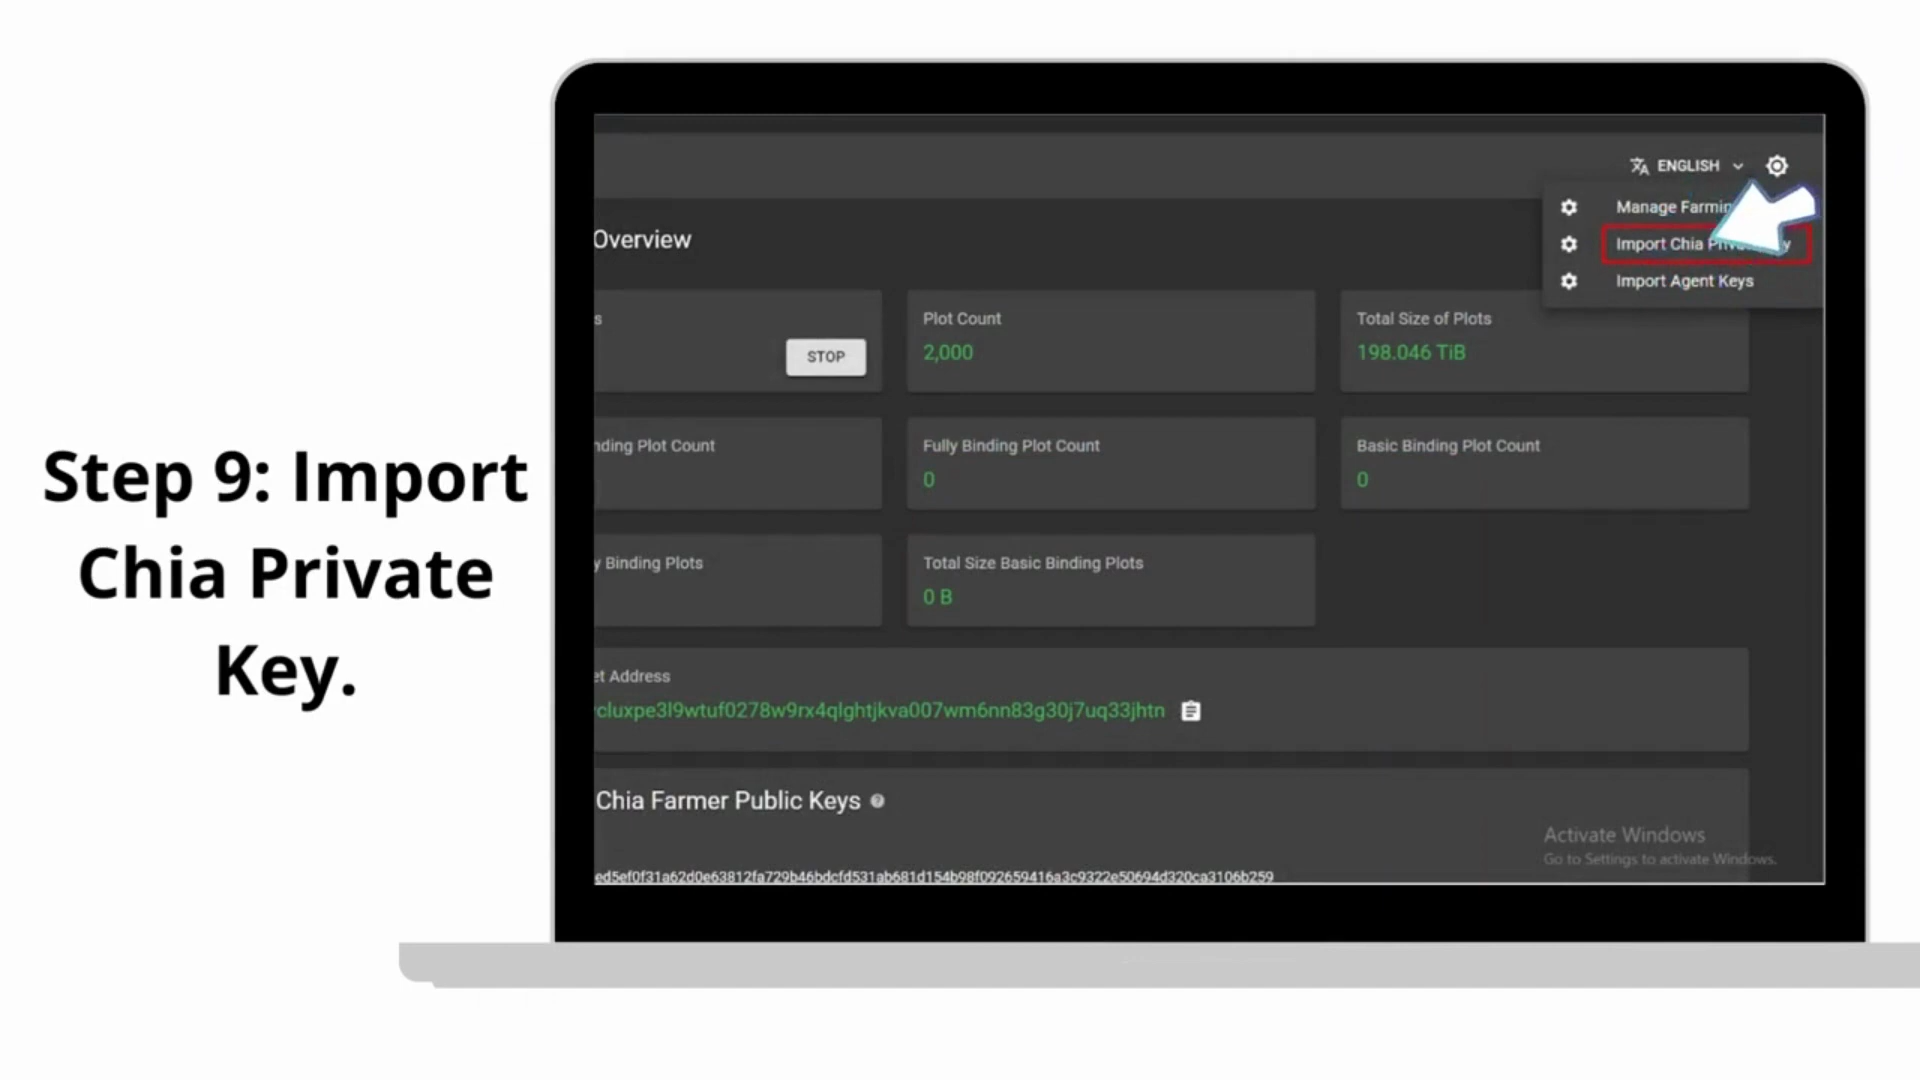 Step 9: Import
Chia Private
Key.
ENGLISH
Manage
Import Chia
Import Agent Keys
Overview
STOP
Plot Count
2,000
Total Size of Plots
198.046 TiB
Plot Count
Fully Binding Plot Count
0
Basic Binding Plot Count
0
Binding Plots
Total Size Basic Binding Plots
0 B
Address
cluxpe3l9wtuf0278w9rx4qlghtjkva007wm6nn83g30j7uq33jhtn
Chia Farmer Public Keys
ed5ef0f31a62d0e63812fa729b46bdcfd531ab681d154b98f092659416a3c9322e50694d320ca3106b259
Activate Windows
Go to Settings to activate Windows.